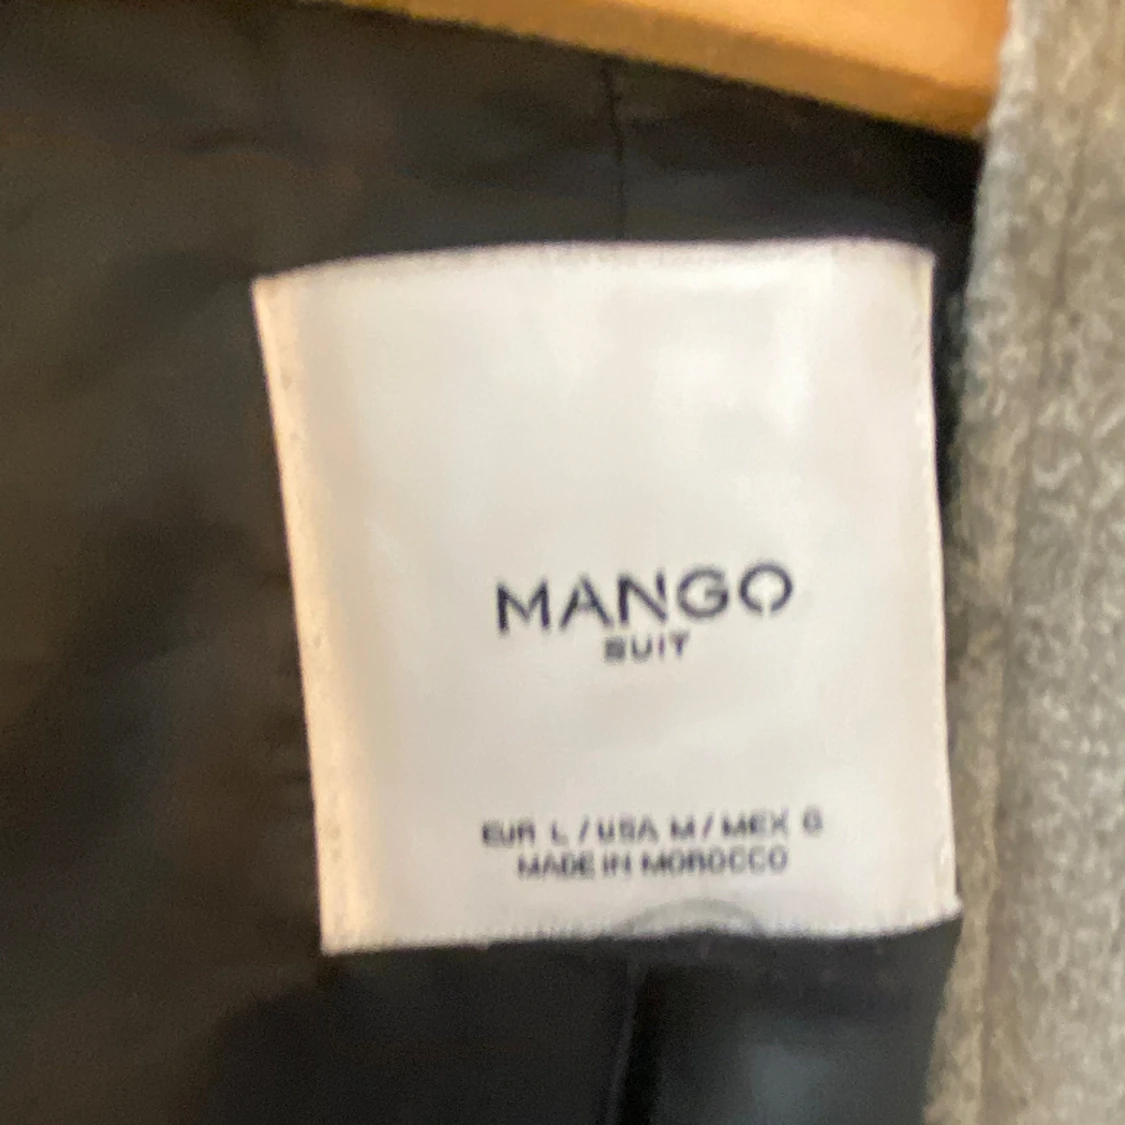 MANGO
SUIT
EUR L / USA M / MEX G
MADE IN MOROCCO